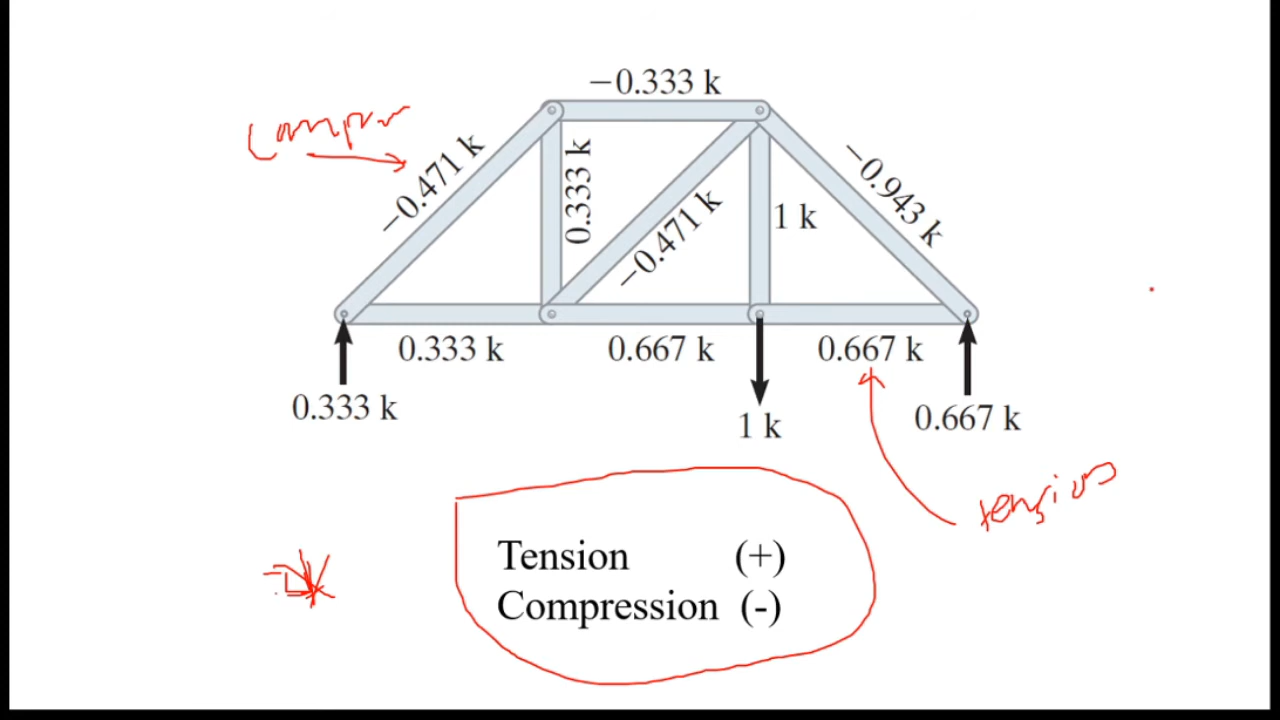 −0.333 k
Compr
−0.471 k
0.333 k
−0.471 k
1 k
−0.943 k
0.333 k
0.667 k
0.667 k
0.333 k
1 k
0.667 k
tension
Tension (+)
Compression (-)